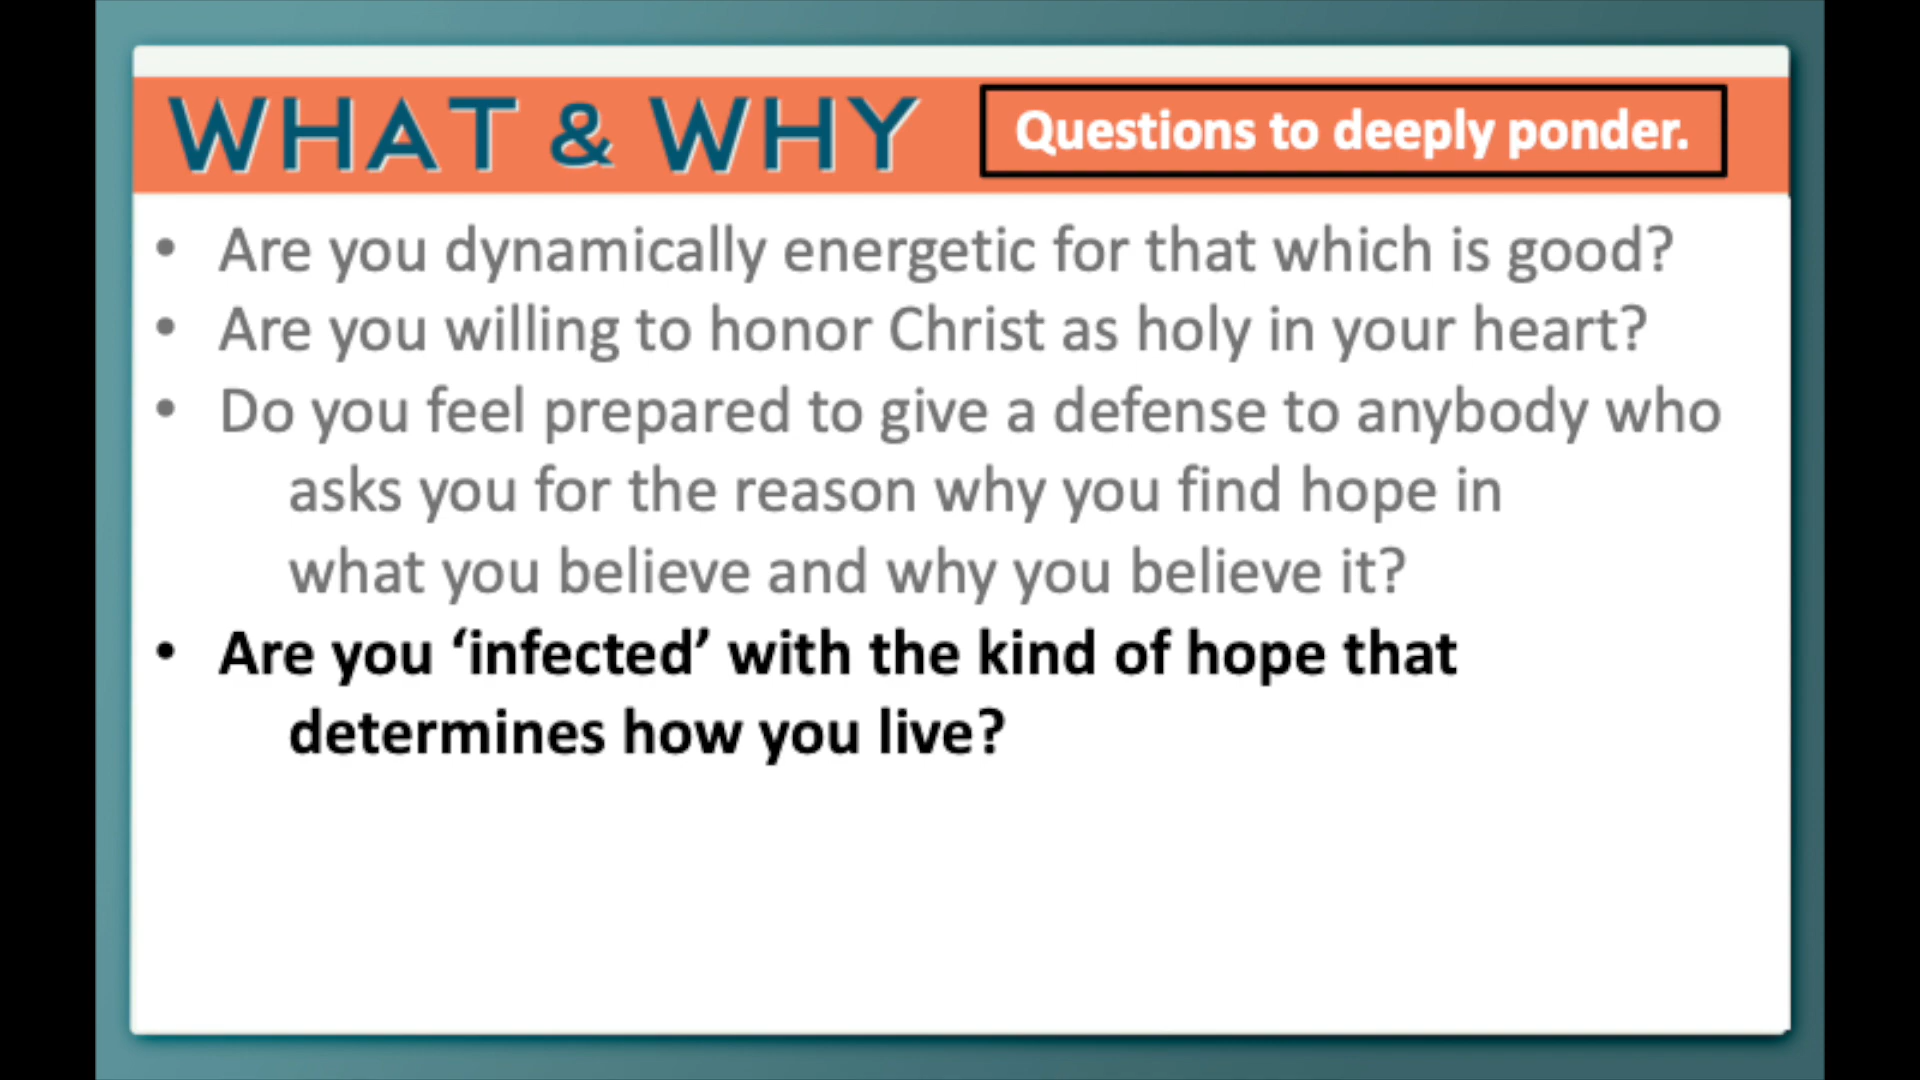 WHAT & WHY
Questions to deeply ponder.
• Are you dynamically energetic for that which is good?
• Are you willing to honor Christ as holy in your heart?
• Do you feel prepared to give a defense to anybody who
asks you for the reason why you find hope in
what you believe and why you believe it?
• Are you ‘infected’ with the kind of hope that
determines how you live?